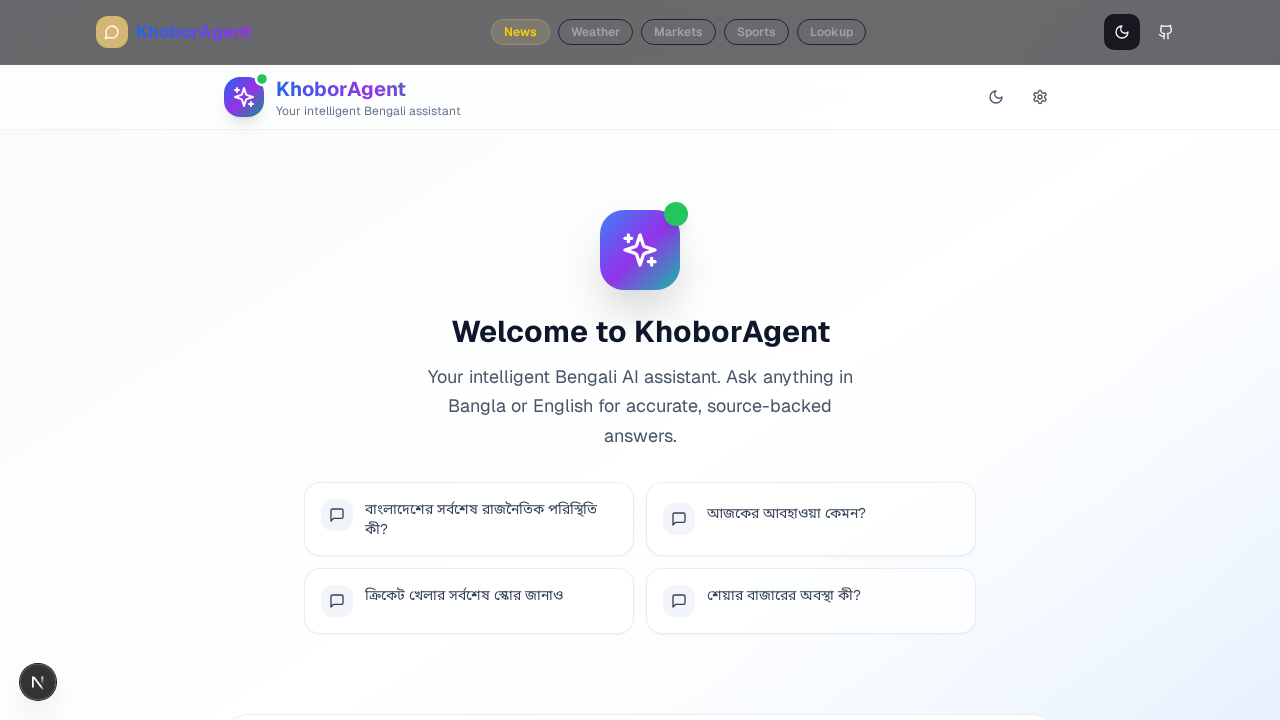 KhoborAgent
News
Weather
Markets
Sports
Lookup
KhoborAgent
Your intelligent Bengali assistant
Welcome to KhoborAgent
Your intelligent Bengali AI assistant. Ask anything in
Bangla or English for accurate, source-backed
answers.
বাংলাদেশের সর্বশেষ রাজনৈতিক পরিস্থিতি
কী?
আজকের আবহাওয়া কেমন?
ক্রিকেট খেলার সর্বশেষ স্কোর জানাও
শেয়ার বাজারের অবস্থা কী?
N